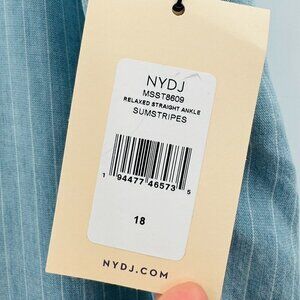 NYDJ
MSST8609
RELAXED STRAIGHT ANKLE
SUMSTRIPES
1 94477 46573 5
18
NYDJ.COM